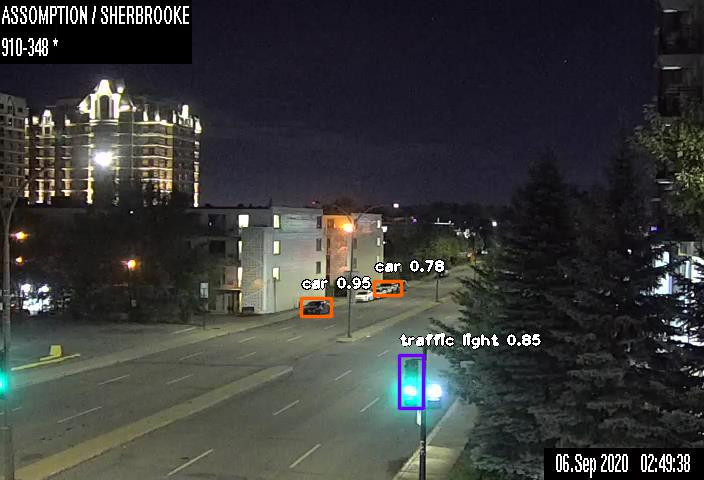 ASSOMPTION / SHERBROOKE
910-348 *
car 0.78
car 0.95
traffic light 0.85
06.Sep 2020 02:49:38